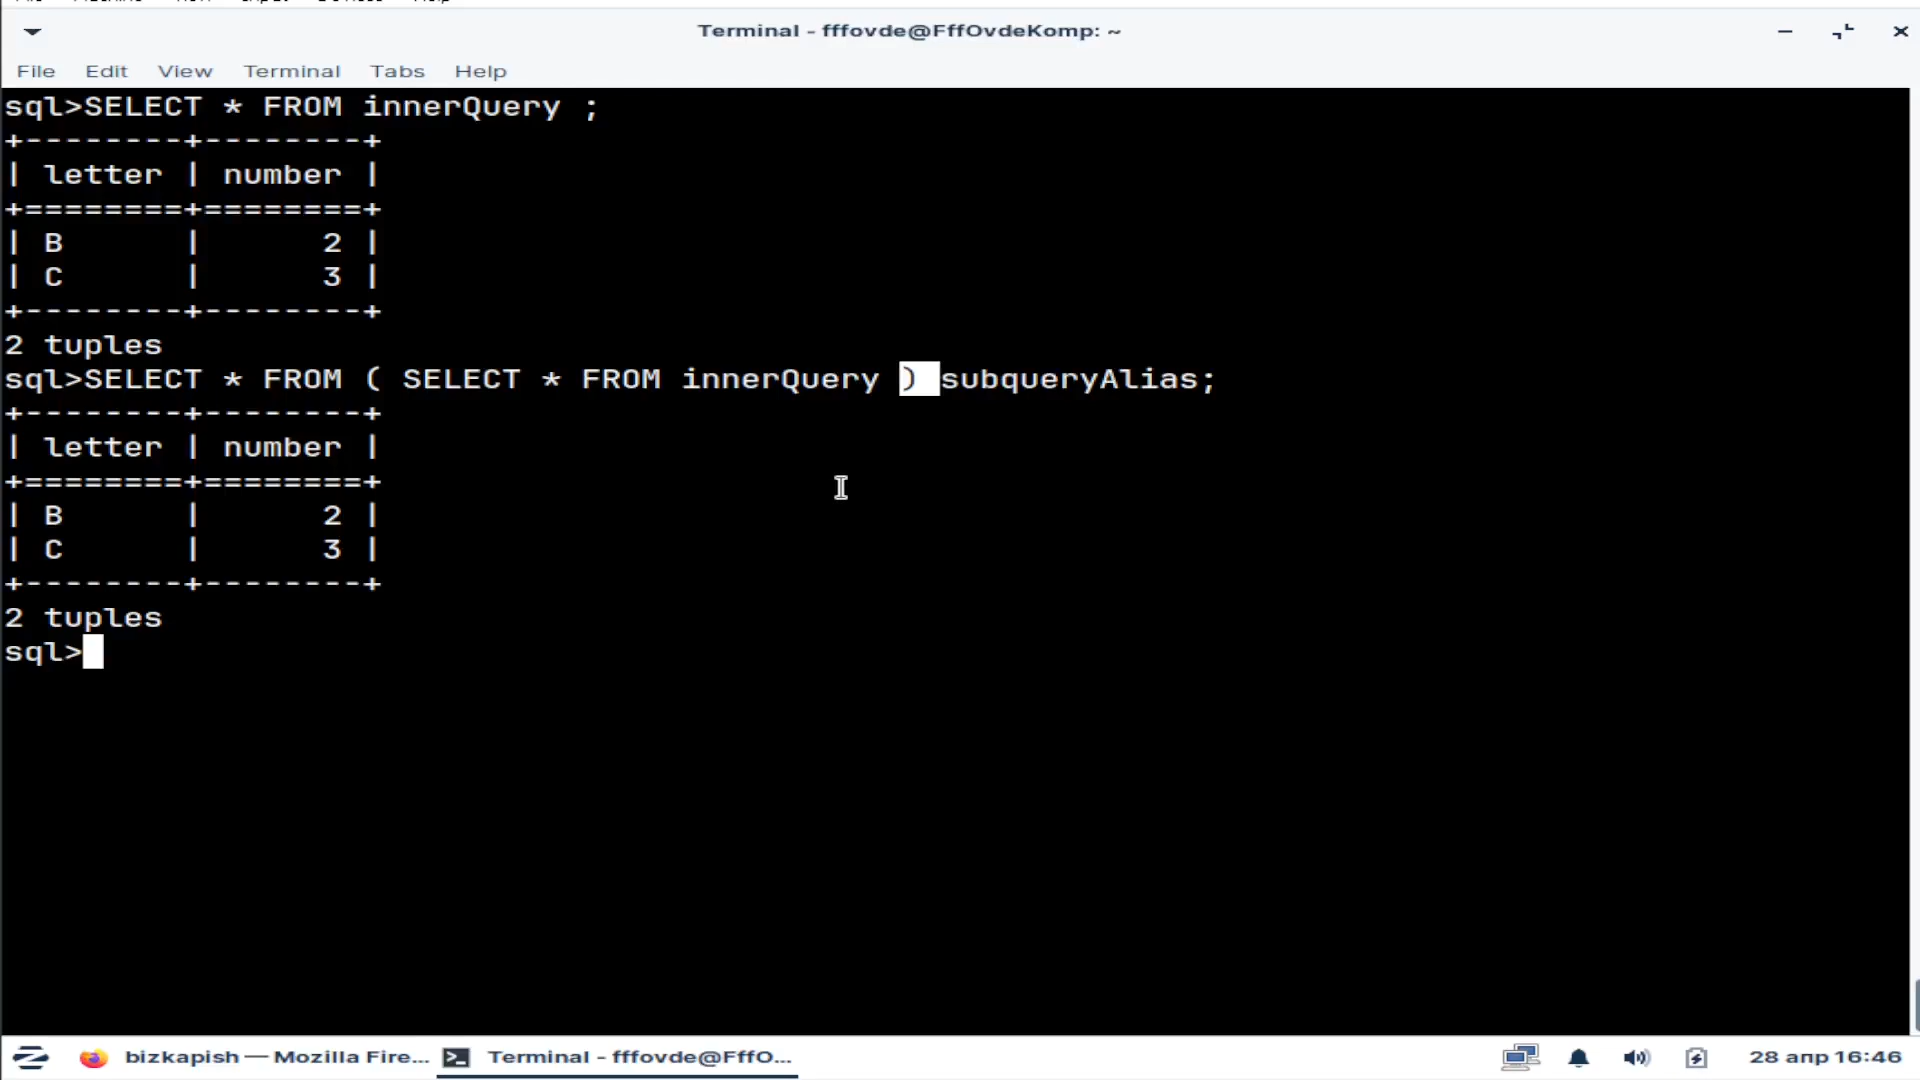 Terminal - fffovde@FffOvdeKomp: ~
File Edit View Terminal Tabs Help
sql>SELECT * FROM innerQuery ;
+--------+--------+
| letter | number |
+========+========+
| B      |      2 |
| C      |      3 |
+--------+--------+
2 tuples
sql>SELECT * FROM ( SELECT * FROM innerQuery ) subqueryAlias;
+--------+--------+
| letter | number |
+========+========+
| B      |      2 |
| C      |      3 |
+--------+--------+
2 tuples
sql>
bizkapish — Mozilla Fire... Terminal - fffovde@FffO... 28 апр 16:46